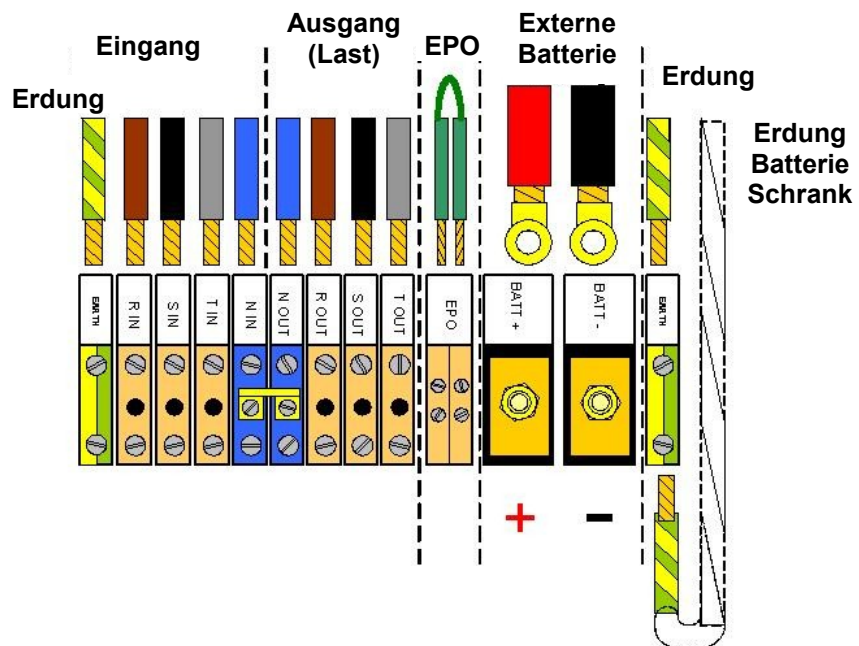 Eingang
Ausgang
(Last)
EPO
Externe
Batterie
Erdung
Erdung
Erdung
Batterie
Schrank
EARTH
R IN
S IN
T IN
N IN
N OUT
R OUT
S OUT
T OUT
EPO
BATT +
BATT -
EARTH
+
-